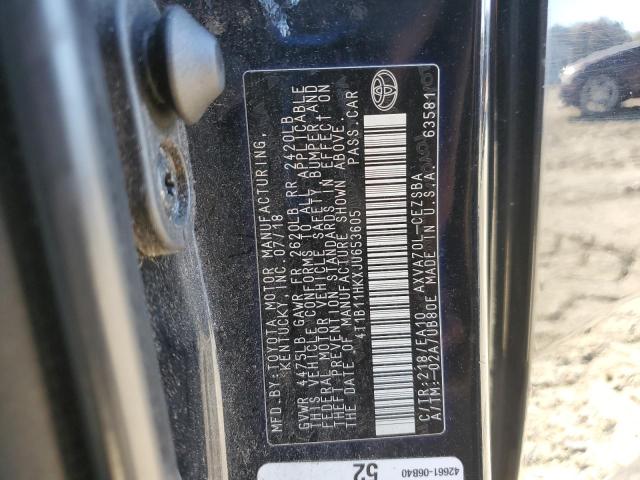 MFD.BY:TOYOTA MOTOR MANUFACTURING,
KENTUCKY, INC. 07/18
GVWR 4475LB GAWR FR 2620LB RR 2420LB
THIS VEHICLE CONFORMS TO ALL APPLICABLE
FEDERAL MOTOR VEHICLE SAFETY, BUMPER AND
THEFT PREVENTION STANDARDS IN EFFECT ON
THE DATE OF MANUFACTURE SHOWN ABOVE.
4T1B11HKXJU653605 PASS.CAR
C/TR:218/EA10 AXVA70L-CEZSBA
A/TM:-02A/UB80E MADE IN U.S.A. 63581
42661-06B40
52